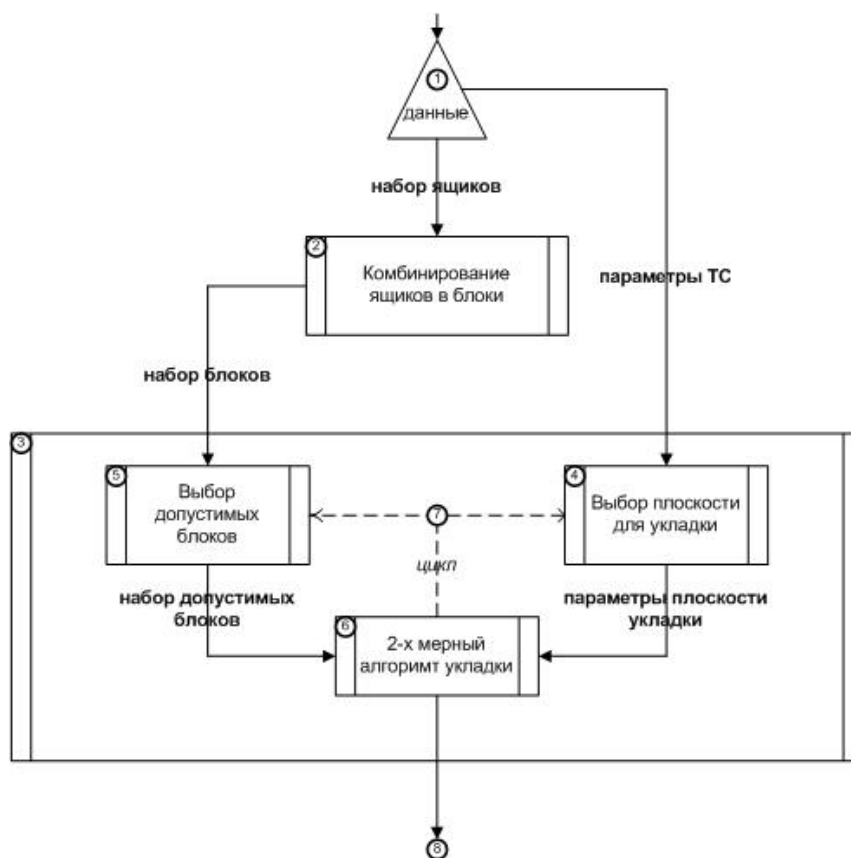 1
данные
набор ящиков
2
Комбинирование
ящиков в блоки
параметры ТС
набор блоков
3
5
Выбор
допустимых
блоков
7
4
Выбор плоскости
для укладки
цикл
набор допустимых
блоков
параметры плоскости
укладки
6
2-х мерный
алгоримт укладки
8